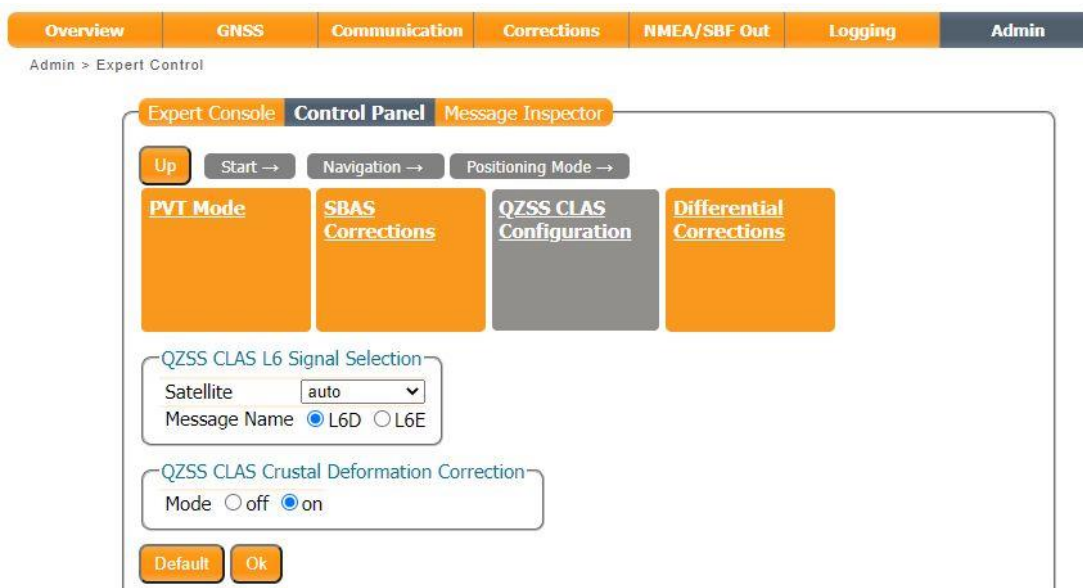 Overview GNSS Communication Corrections NMEA/SBF Out Logging Admin
Admin > Expert Control
Expert Console Control Panel Message Inspector
Up Start → Navigation → Positioning Mode →
PVT Mode SBAS Corrections QZSS CLAS Configuration Differential Corrections
QZSS CLAS L6 Signal Selection
Satellite auto
Message Name L6D L6E
QZSS CLAS Crustal Deformation Correction
Mode off on
Default Ok